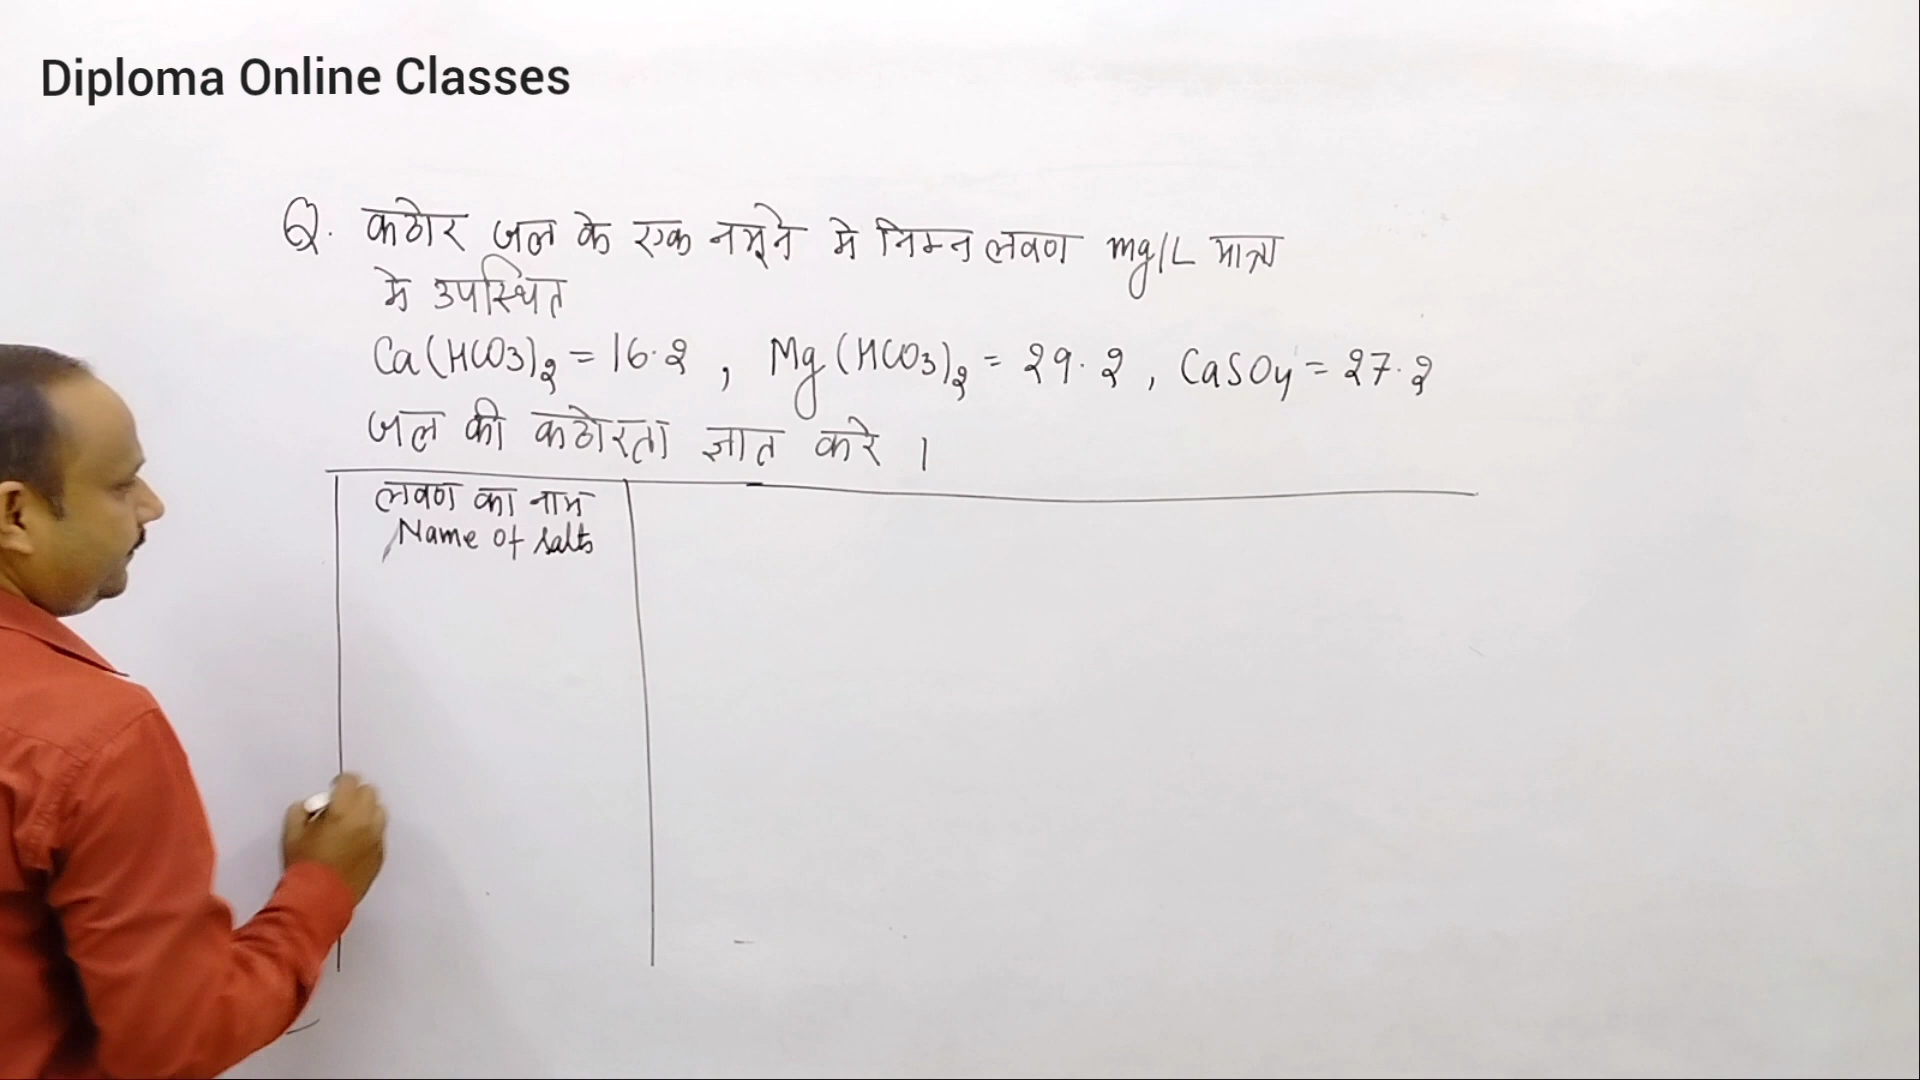 Diploma Online Classes
Q. कठोर जल के एक नमूने मे निम्न लवण mg/L मात्रा
मे उपस्थित
Ca(HCO3)2 = 16.2 , Mg(HCO3)2 = 29.2 , CaSO4 = 27.2
जल की कठोरता ज्ञात करे ।
लवण का नाम
Name of salts